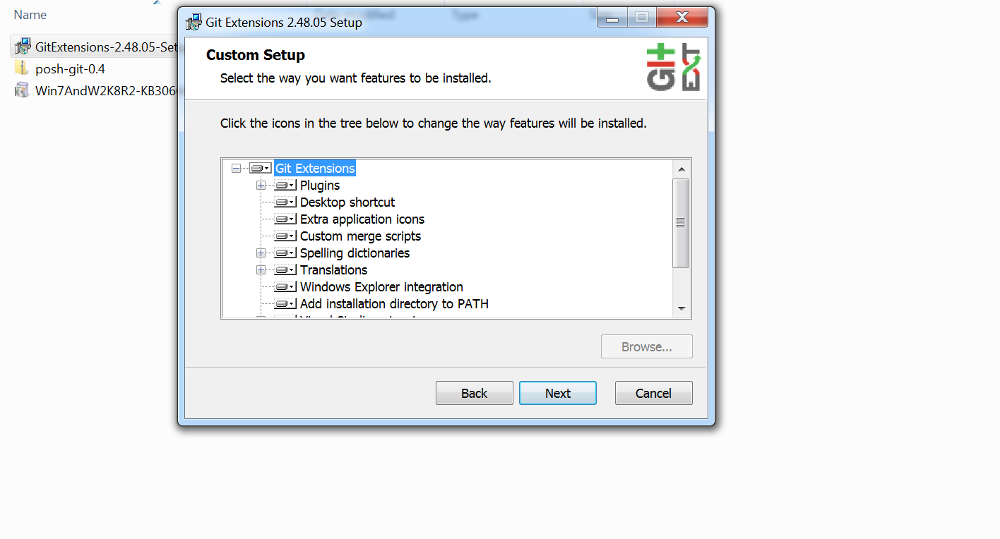 Name
GitExtensions-2.48.05-Set
posh-git-0.4
Win7AndW2K8R2-KB306
Git Extensions 2.48.05 Setup
Custom Setup
Select the way you want features to be installed.
Git
EXT
Click the icons in the tree below to change the way features will be installed.
Git Extensions
Plugins
Desktop shortcut
Extra application icons
Custom merge scripts
Spelling dictionaries
Translations
Windows Explorer integration
Add installation directory to PATH
Browse...
Back
Next
Cancel